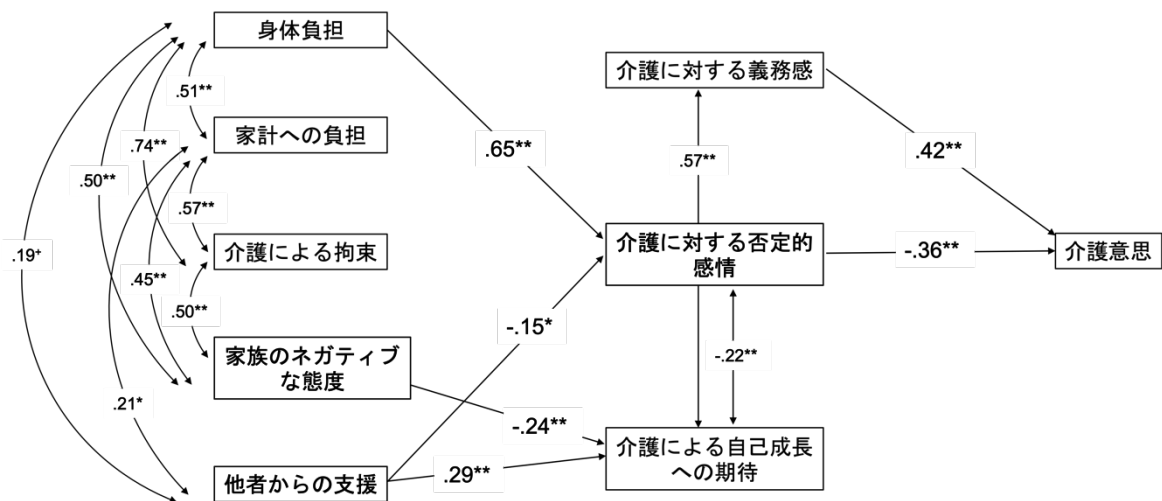 身体負担
介護に対する義務感
.51**
家計への負担
.74**
.65**
.57**
.42**
.50**
.57**
介護に対する否定的
感情
-.36**
介護意思
.19+
介護による拘束
.45**
.50**
-.15*
-.22**
家族のネガティブ
な態度
.21*
-.24**
介護による自己成長
への期待
.29**
他者からの支援